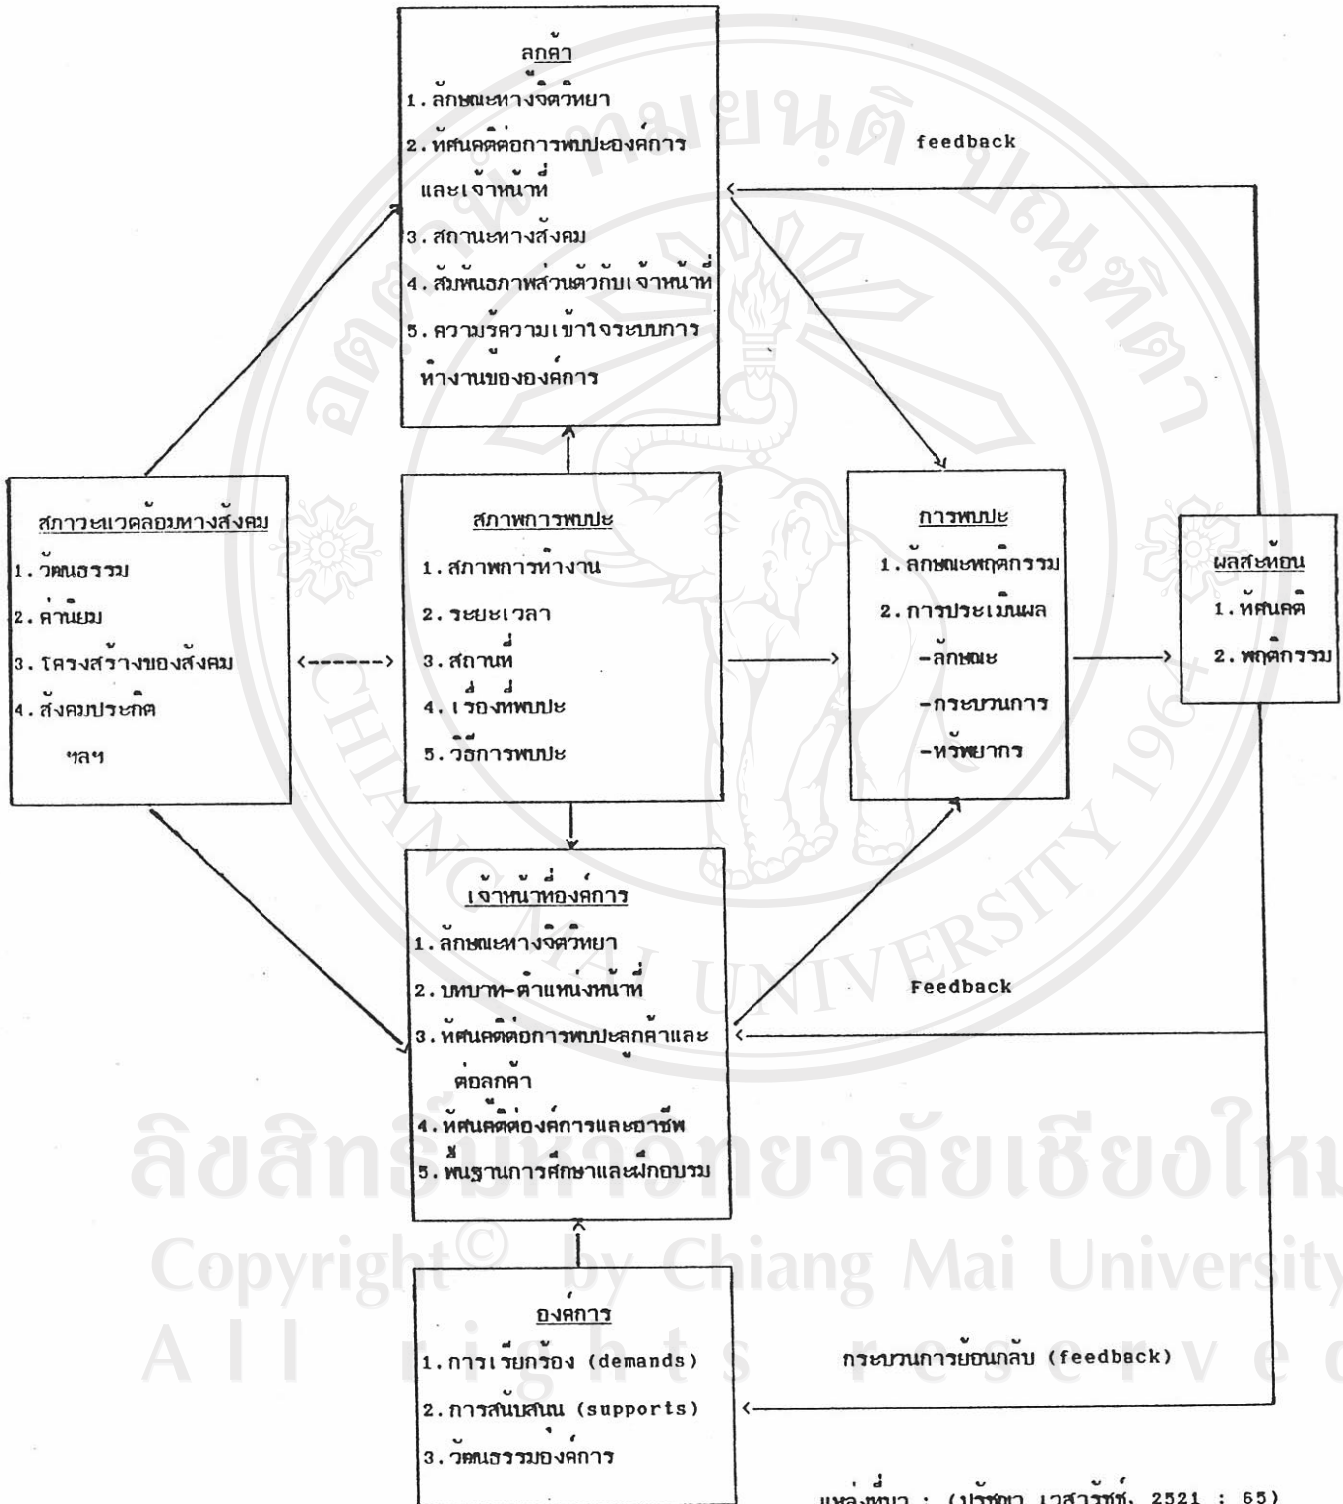 ลูกค้า
1.ลักษณะทางจิตวิทยา
2.ทัศนคติต่อการพบปะองค์การ
และเจ้าหน้าที่
3.สถานะทางสังคม
4.สัมพันธภาพส่วนตัวกับเจ้าหน้าที่
5.ความรู้ความเข้าใจระบบการ
ทำงานขององค์การ
feedback
สภาวะแวดล้อมทางสังคม
1.วัฒนธรรม
2.ค่านิยม
3.โครงสร้างของสังคม
4.สังคมประกิต
ฯลฯ
สภาพการพบปะ
1.สภาพการทำงาน
2.ระยะเวลา
3.สถานที่
4.เรื่องที่พบปะ
5.วิธีการพบปะ
การพบปะ
1.ลักษณะพฤติกรรม
2.การประเมินผล
-ลักษณะ
-กระบวนการ
-ทรัพยากร
ผลสะท้อน
1.ทัศนคติ
2.พฤติกรรม
เจ้าหน้าที่องค์การ
1.ลักษณะทางจิตวิทยา
2.บทบาท-ตำแหน่งหน้าที่
3.ทัศนคติต่อการพบปะลูกค้าและ
ต่อลูกค้า
4.ทัศนคติต่องค์การและอาชีพ
5.พื้นฐานการศึกษาและฝึกอบรม
Feedback
องค์การ
1.การเรียกร้อง (demands)
2.การสนับสนุน (supports)
3.วัฒนธรรมองค์การ
กระบวนการย้อนกลับ (feedback)
แหล่งที่มา : (ปรัชญา เวสารัชช์, 2521 : 65)
CHIANG MAI UNIVERSITY 1964
ลิขสิทธิ์มหาวิทยาลัยเชียงใหม่
Copyright© by Chiang Mai University
All rights reserved